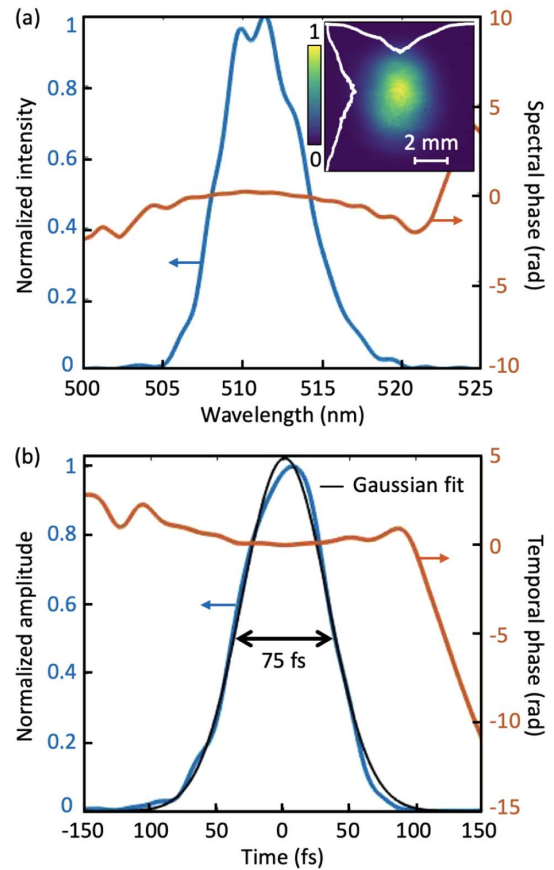 (a)
1
0.8
0.6
0.4
0.2
0
Normalized intensity
10
5
0
-5
-10
Spectral phase (rad)
1
0
2 mm
500 505 510 515 520 525
Wavelength (nm)
(b)
1
0.8
0.6
0.4
0.2
0
Normalized amplitude
5
0
-5
-10
-15
Temporal phase (rad)
Gaussian fit
75 fs
-150 100 50 0 50 100 150
Time (fs)